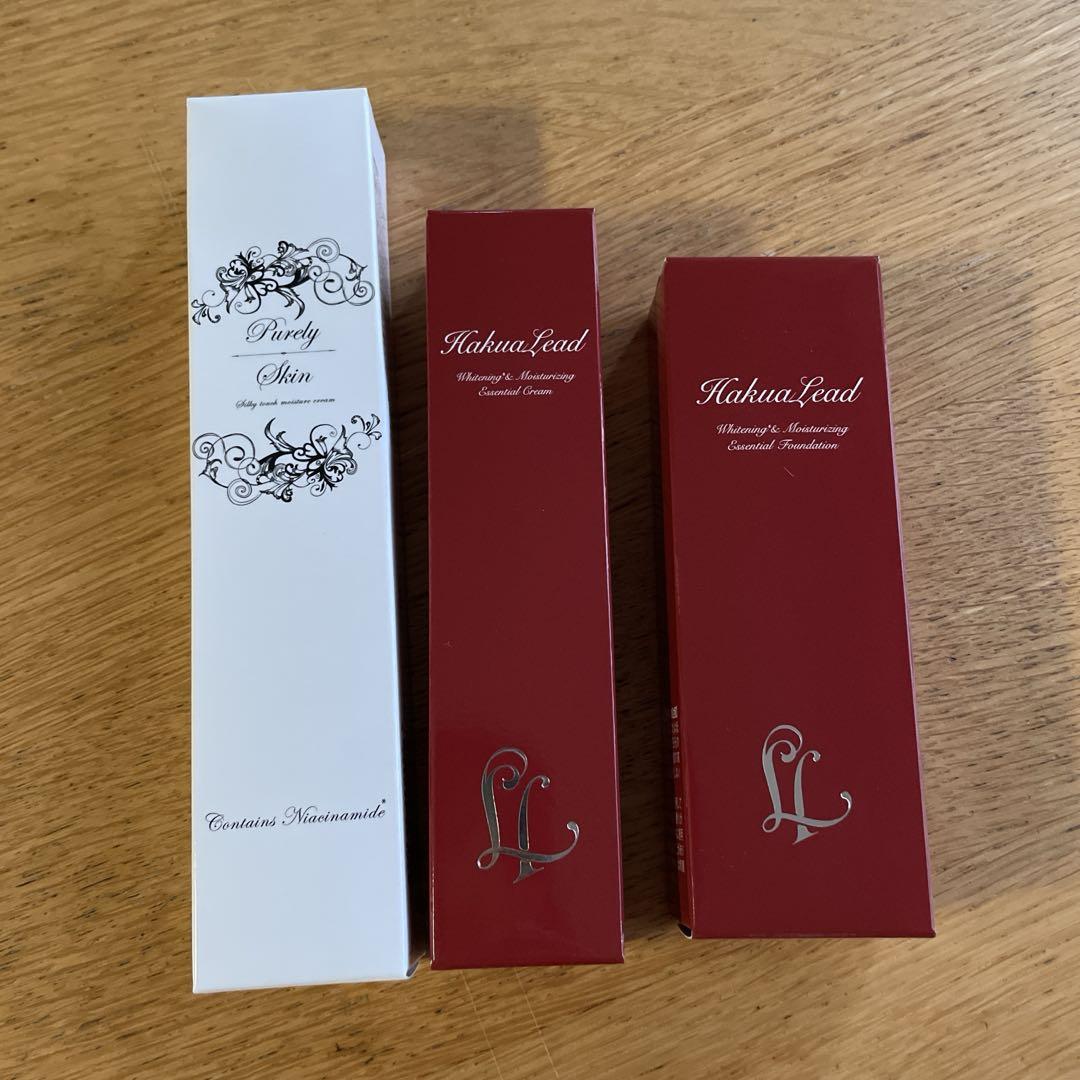 Purely
Skin
Silky touch moisture cream
Contains Niacinamide*
HakuaLead
Whitening*& Moisturizing
Essential Cream
HakuaLead
Whitening*& Moisturizing
Essential Foundation